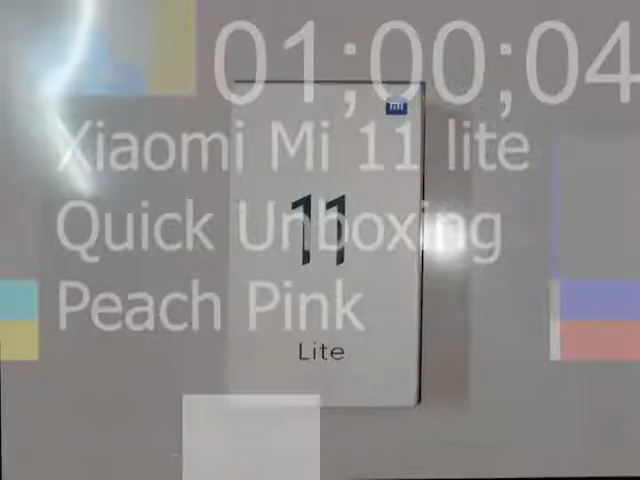 01;00;04
mi
Xiaomi Mi 11 lite
Quick Unboxing
11
Peach Pink
Lite